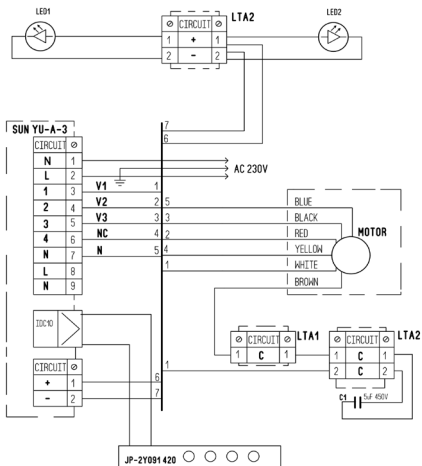 LED1
LTA2
LED2
CIRCUIT
1 + 1
2 - 2
7
6
SUN YU-A-3
CIRCUIT
N 1
L 2
AC 230V
1 3 V1 1
2 4 V2 2 5 BLUE
3 5 V3 3 3 BLACK
4 6 NC 4 2 RED
N 7 N 5 4 YELLOW
L 8 1 WHITE
N 9 BROWN
MOTOR
IDC10
CIRCUIT
+ 1 6
- 2 7
1
CIRCUIT
LTA1
1 C 1
CIRCUIT
LTA2
1 C 1
2 C 2
C1 5uF 450V
JP-2Y091 420